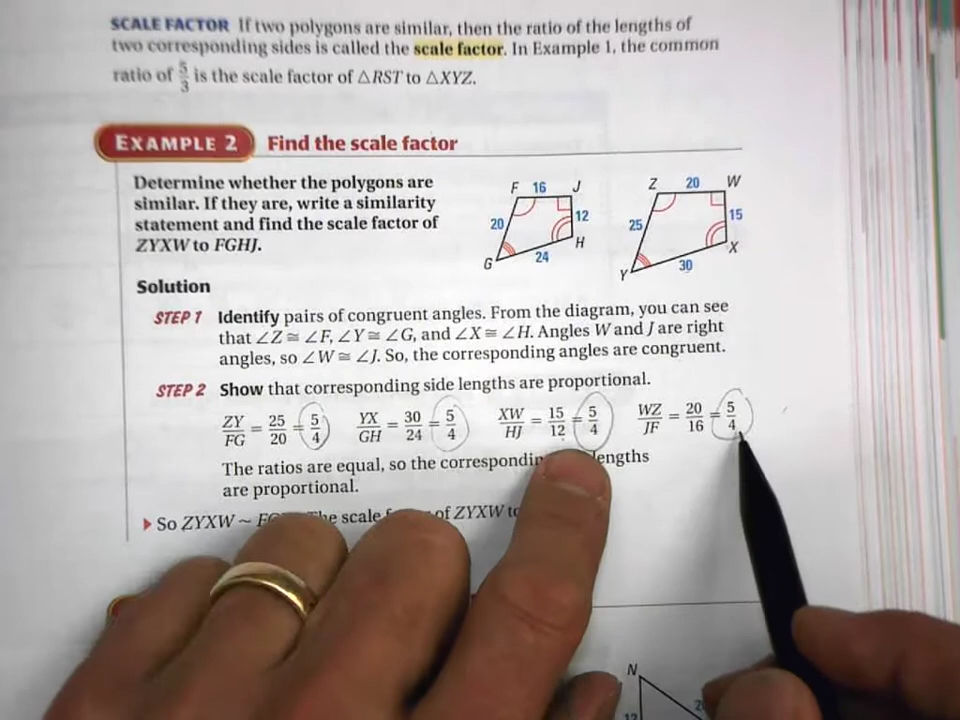 SCALE FACTOR If two polygons are similar, then the ratio of the lengths of
two corresponding sides is called the scale factor. In Example 1, the common
ratio of 5/3 is the scale factor of △RST to △XYZ.
EXAMPLE 2 Find the scale factor
Determine whether the polygons are
similar. If they are, write a similarity
statement and find the scale factor of
ZYXW to FGHJ.
F 16 J
20 12
H
G 24
Z 20 W
25 15
X
Y 30
Solution
STEP 1 Identify pairs of congruent angles. From the diagram, you can see
that ∠Z ≅ ∠F, ∠Y ≅ ∠G, and ∠X ≅ ∠H. Angles W and J are right
angles, so ∠W ≅ ∠J. So, the corresponding angles are congruent.
STEP 2 Show that corresponding side lengths are proportional.
ZY/FG = 25/20 = 5/4 YX/GH = 30/24 = 5/4 XW/HJ = 15/12 = 5/4 WZ/JF = 20/16 = 5/4
The ratios are equal, so the lengths
are proportional.
So ZYXW ~ scale of ZYXW
N
12